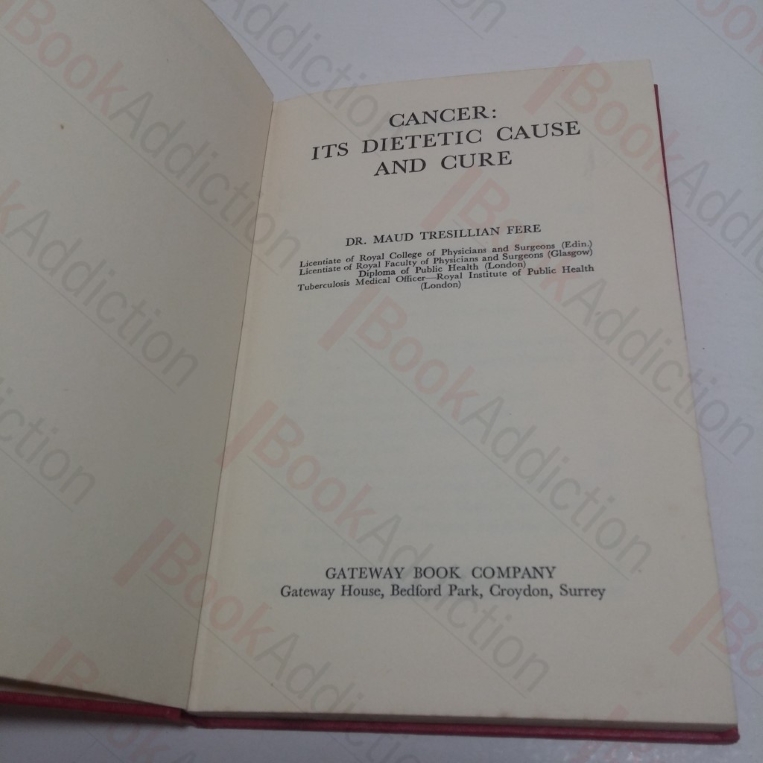 CANCER:
ITS DIETETIC CAUSE
AND CURE
DR. MAUD TRESILLIAN FERE
Licentiate of Royal College of Physicians and Surgeons (Edin.)
Licentiate of Royal Faculty of Physicians and Surgeons (Glasgow)
Diploma of Public Health (London)
Tuberculosis Medical Officer—Royal Institute of Public Health
(London)
GATEWAY BOOK COMPANY
Gateway House, Bedford Park, Croydon, Surrey
BookAddiction